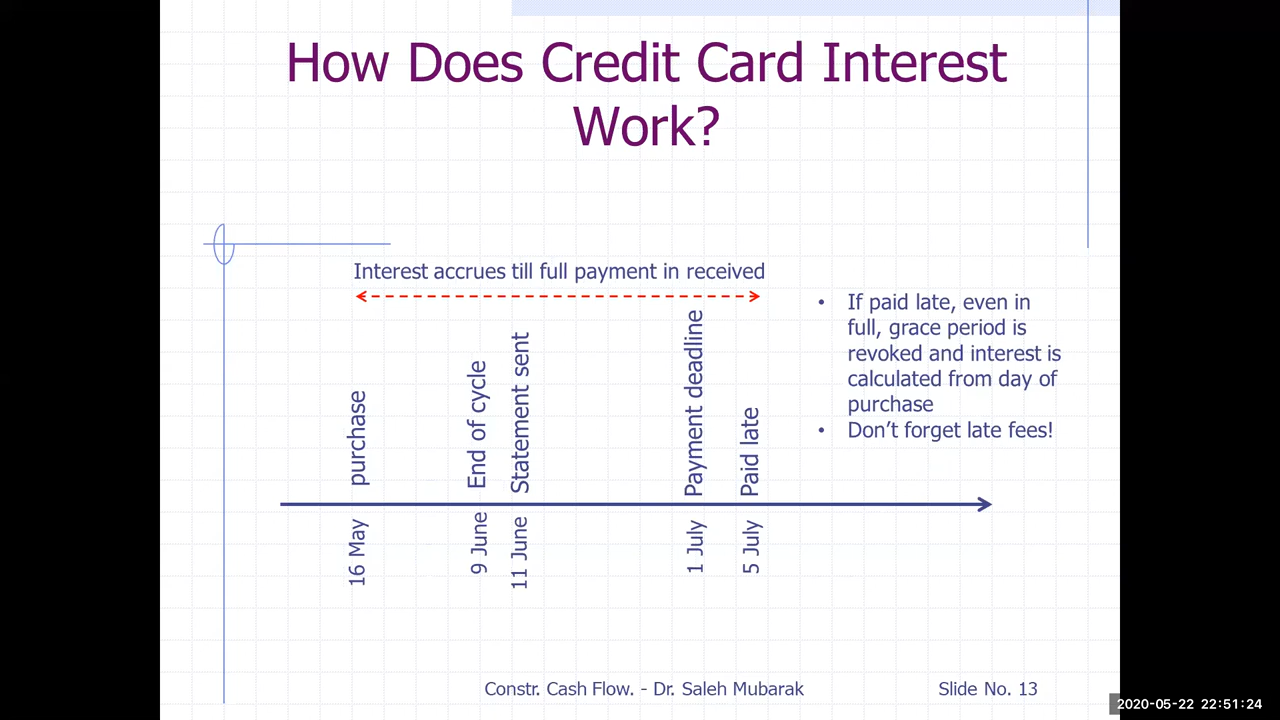 How Does Credit Card Interest
Work?
Interest accrues till full payment in received
• If paid late, even in
full, grace period is
revoked and interest is
calculated from day of
purchase
• Don't forget late fees!
purchase
End of cycle
Statement sent
Payment deadline
Paid late
16 May
9 June
11 June
1 July
5 July
Constr. Cash Flow. - Dr. Saleh Mubarak
Slide No. 13
2020-05-22 22:51:24